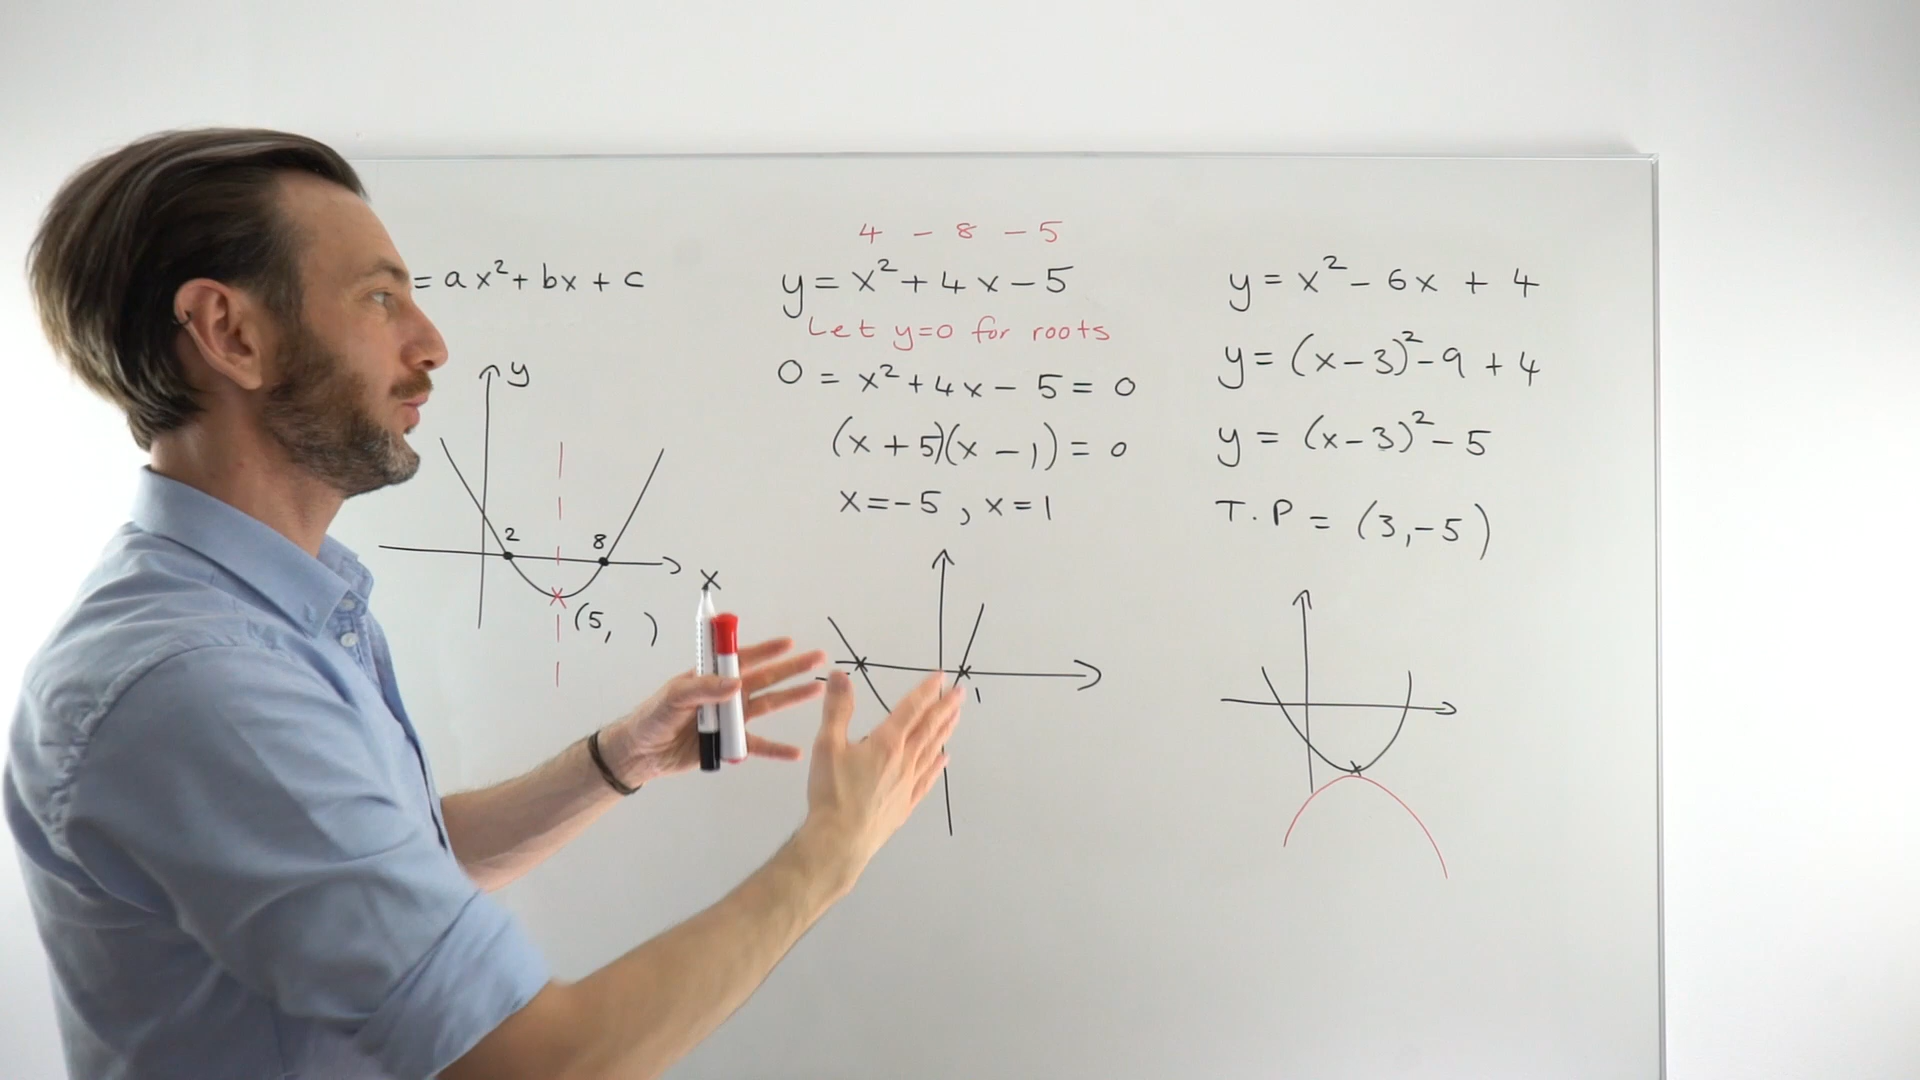 = ax² + bx + c
y
2
8
x
(5,   )
4 - 8 - 5
y = x² + 4x - 5
Let y=0 for roots
0 = x² + 4x - 5 = 0
(x + 5)(x - 1) = 0
x = -5 , x = 1
1
y = x² - 6x + 4
y = (x - 3)² - 9 + 4
y = (x - 3)² - 5
T.P = (3, -5)